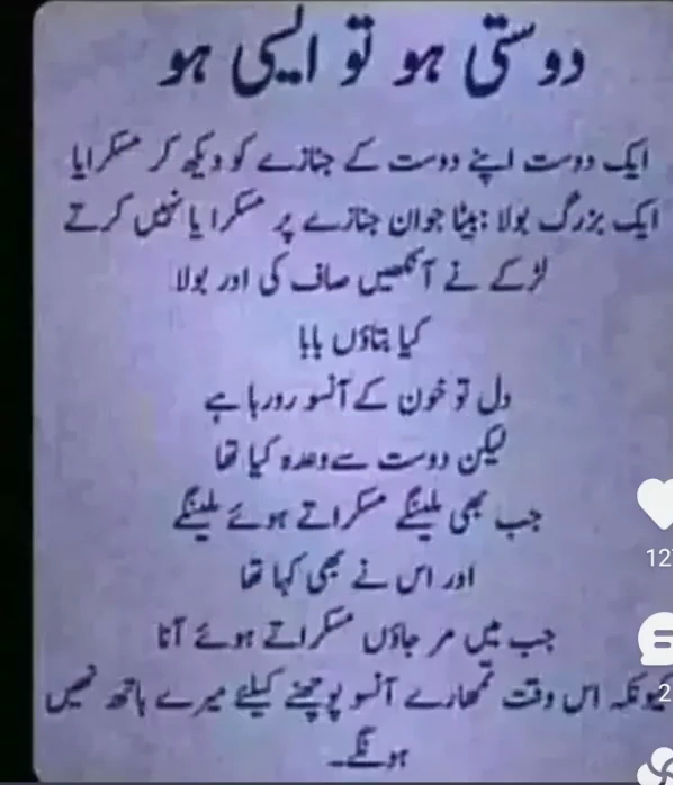 دوستی ہو تو ایسی ہو
ایک دوست اپنے دوست کے جنازے کو دیکھ کر مسکرایا
ایک بزرگ بولا :بیٹا جوان جنازے پر مسکرایا نہیں کرتے
لڑکے نے آنکھیں صاف کی اور بولا
کیا بتاؤں بابا
دل تو خون کے آنسو رو رہا ہے
لیکن دوست سے وعدہ کیا تھا
جب بھی ملینگے مسکراتے ہوئے ملینگے
اور اس نے بھی کہا تھا
جب میں مر جاؤں مسکراتے ہوئے آنا
کیونکہ اس وقت تمھارے آنسو پوچھنے کیلئے میرے ہاتھ نھیں
ہونگے۔